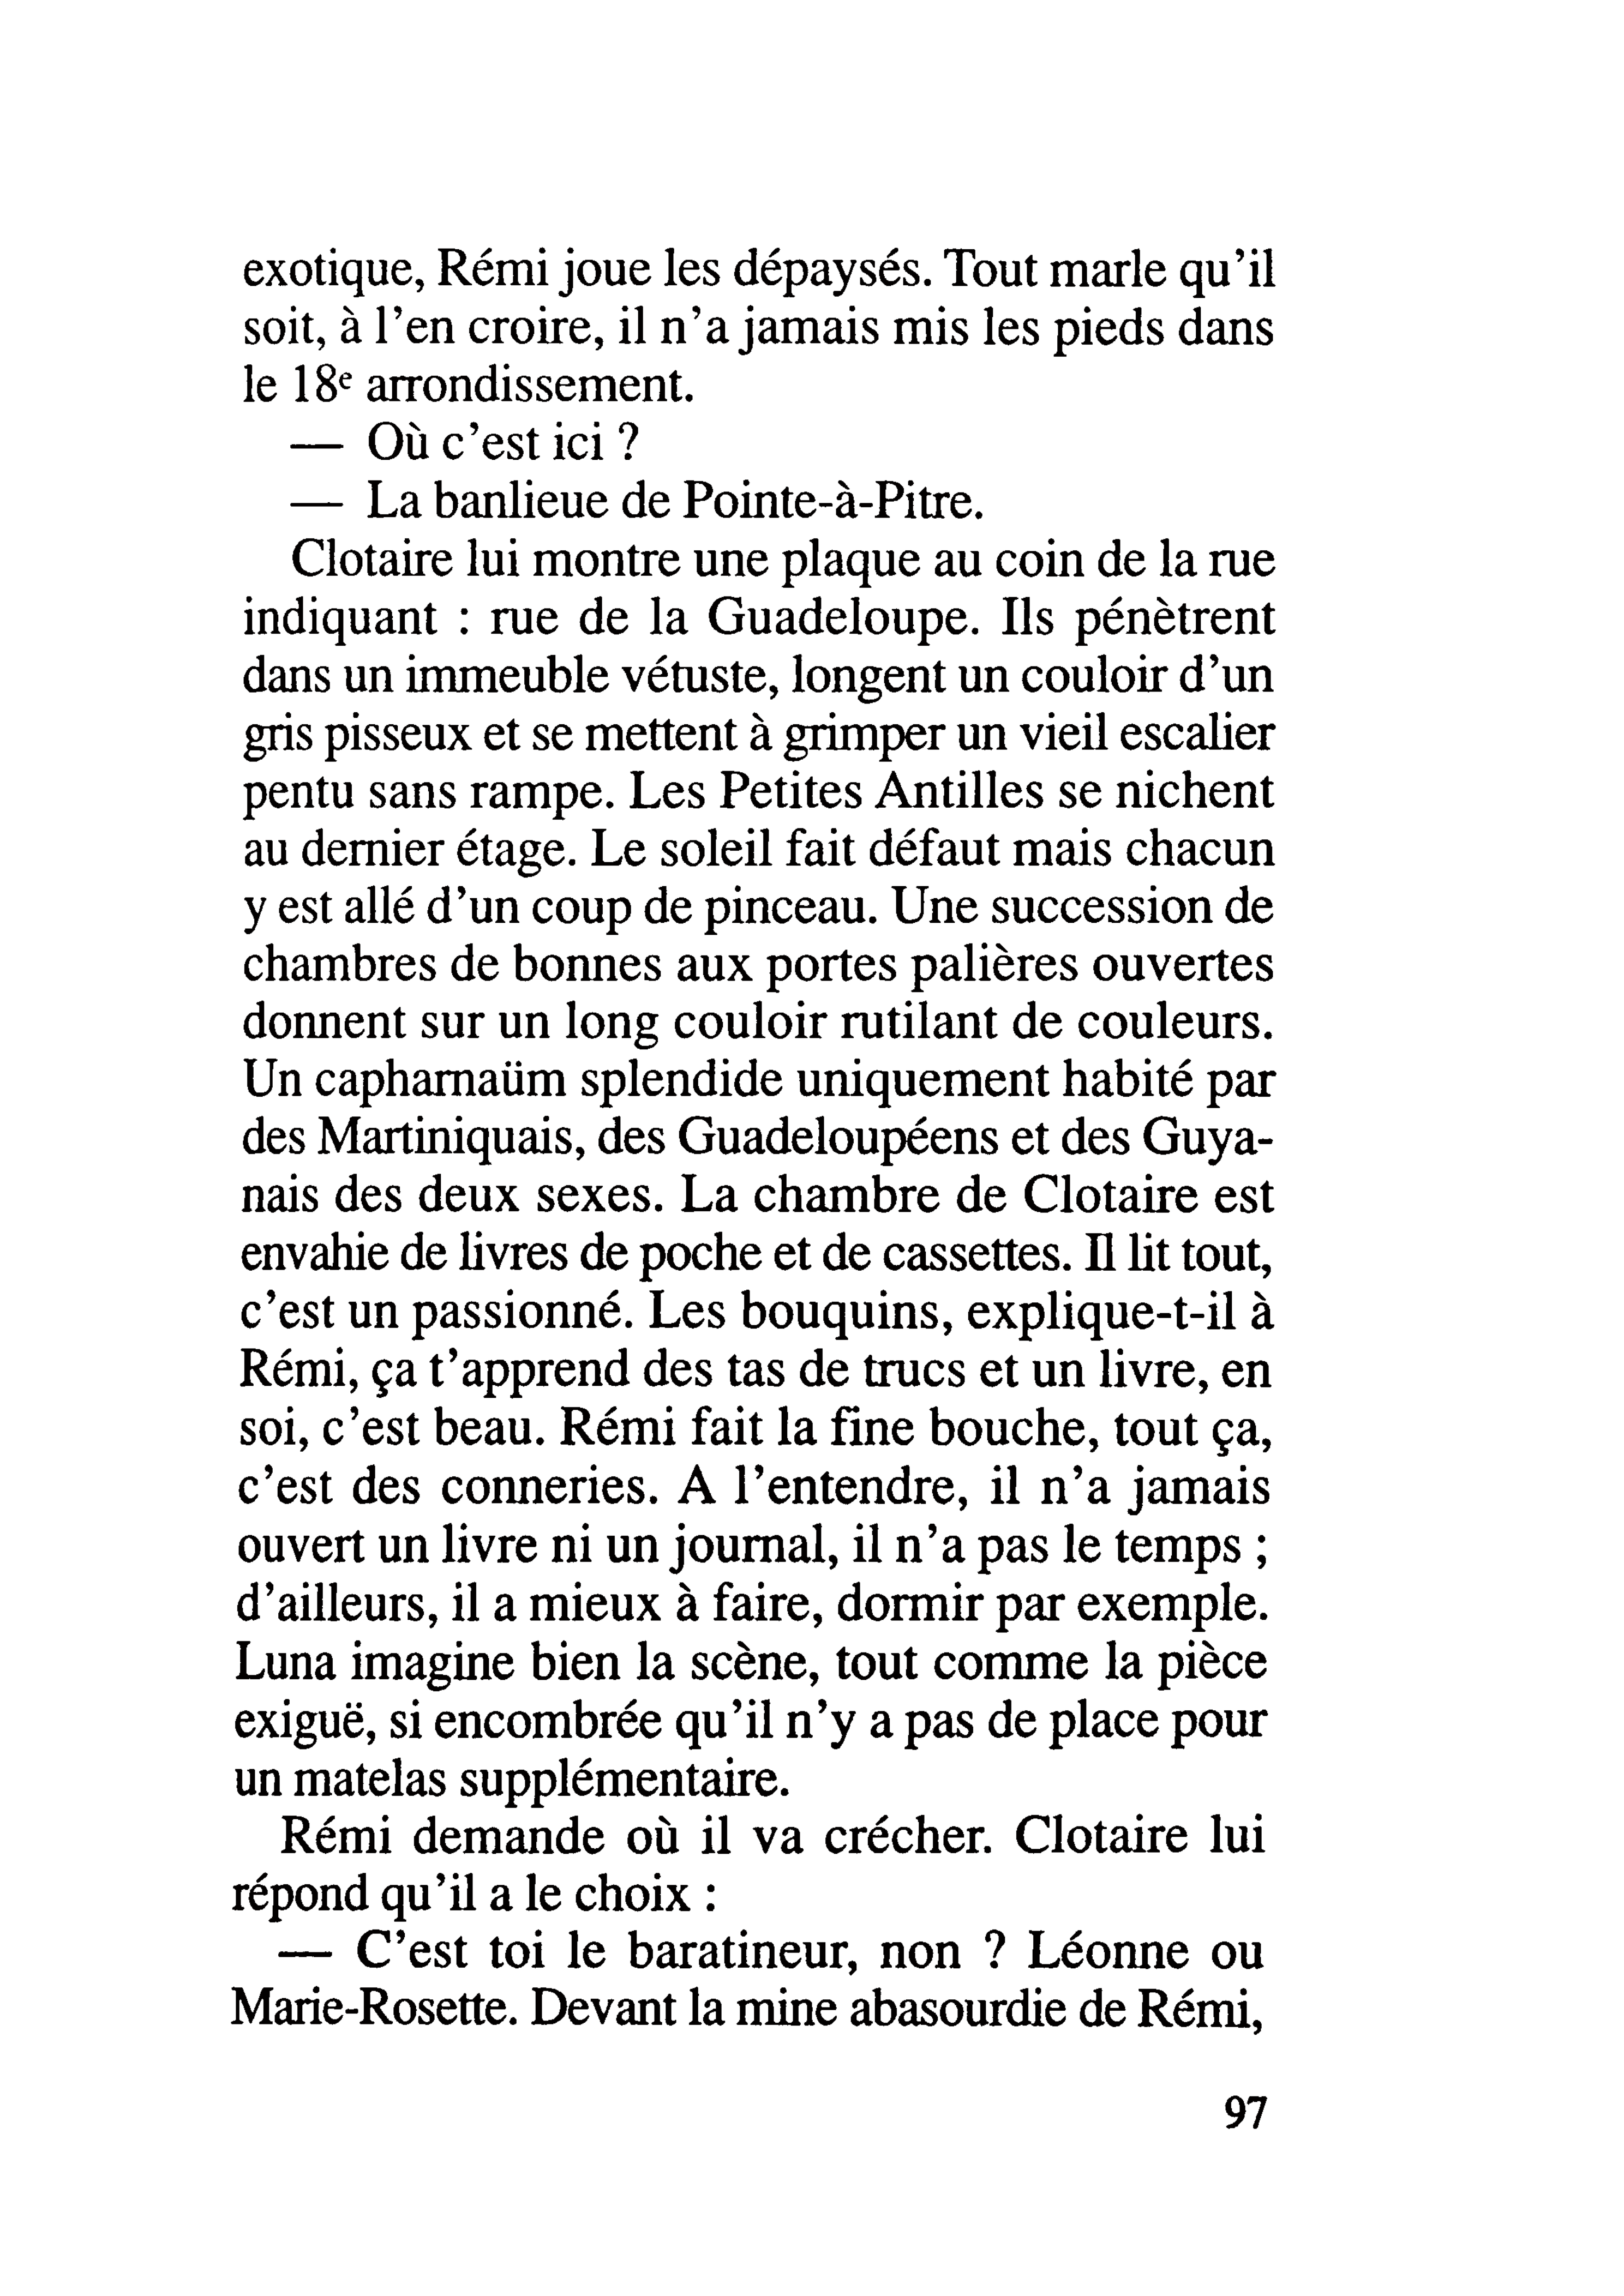 exotique, Rémi joue les dépaysés. Tout marle qu'il
soit, à l'en croire, il n'a jamais mis les pieds dans
le 18e arrondissement.
— Où c'est ici ?
— La banlieue de Pointe-à-Pitre.
Clotaire lui montre une plaque au coin de la rue
indiquant : rue de la Guadeloupe. Ils pénètrent
dans un immeuble vétuste, longent un couloir d'un
gris pisseux et se mettent à grimper un vieil escalier
pentu sans rampe. Les Petites Antilles se nichent
au dernier étage. Le soleil fait défaut mais chacun
y est allé d'un coup de pinceau. Une succession de
chambres de bonnes aux portes palières ouvertes
donnent sur un long couloir rutilant de couleurs.
Un capharnaüm splendide uniquement habité par
des Martiniquais, des Guadeloupéens et des Guya-
nais des deux sexes. La chambre de Clotaire est
envahie de livres de poche et de cassettes. Il lit tout,
c'est un passionné. Les bouquins, explique-t-il à
Rémi, ça t'apprend des tas de trucs et un livre, en
soi, c'est beau. Rémi fait la fine bouche, tout ça,
c'est des conneries. A l'entendre, il n'a jamais
ouvert un livre ni un journal, il n'a pas le temps ;
d'ailleurs, il a mieux à faire, dormir par exemple.
Luna imagine bien la scène, tout comme la pièce
exiguë, si encombrée qu'il n'y a pas de place pour
un matelas supplémentaire.
Rémi demande où il va crécher. Clotaire lui
répond qu'il a le choix :
— C'est toi le baratineur, non ? Léonne ou
Marie-Rosette. Devant la mine abasourdie de Rémi,
97